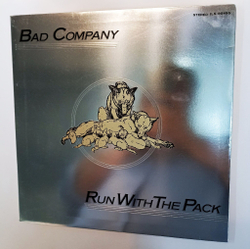 BAD COMPANY
RUN WITH THE PACK